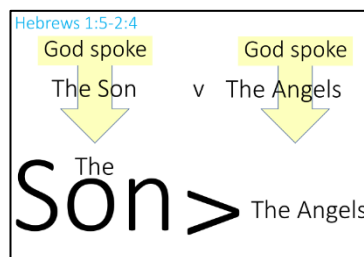 Hebrews 1:5-2:4
God spoke God spoke
The Son v The Angels
The
Son > The Angels